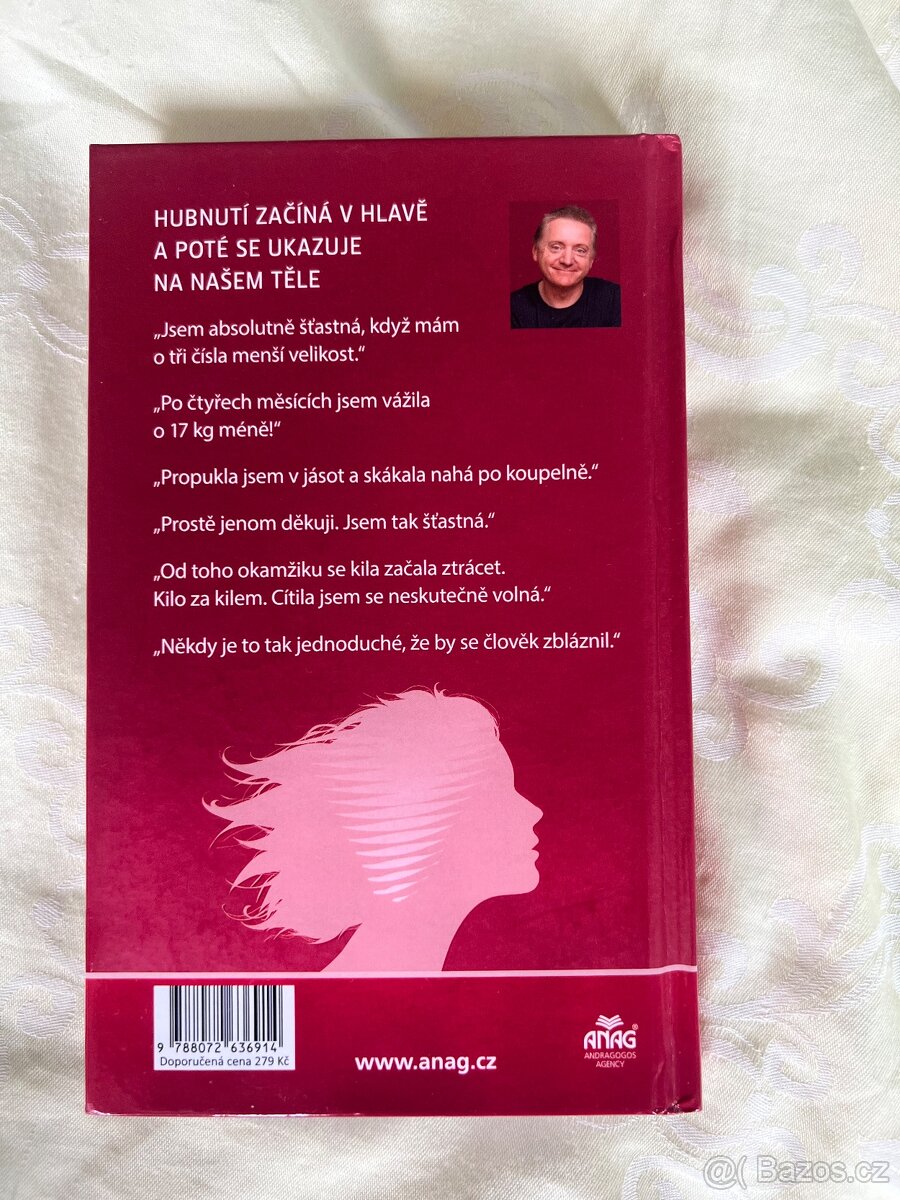 HUBNUTÍ ZAČÍNÁ V HLAVĚ
A POTÉ SE UKAZUJE
NA NAŠEM TĚLE
„Jsem absolutně šťastná, když mám
o tři čísla menší velikost.“
„Po čtyřech měsících jsem vážila
o 17 kg méně!“
„Propukla jsem v jásot a skákala nahá po koupelně.“
„Prostě jenom děkuji. Jsem tak šťastná.“
„Od toho okamžiku se kila začala ztrácet.
Kilo za kilem. Cítila jsem se neskutečně volná.“
„Někdy je to tak jednoduché, že by se člověk zbláznil.“
9 788072 636914
Doporučená cena 279 Kč
www.anag.cz
ANAG®
ANDRAGOGOS
AGENCY
@( Bazos.cz